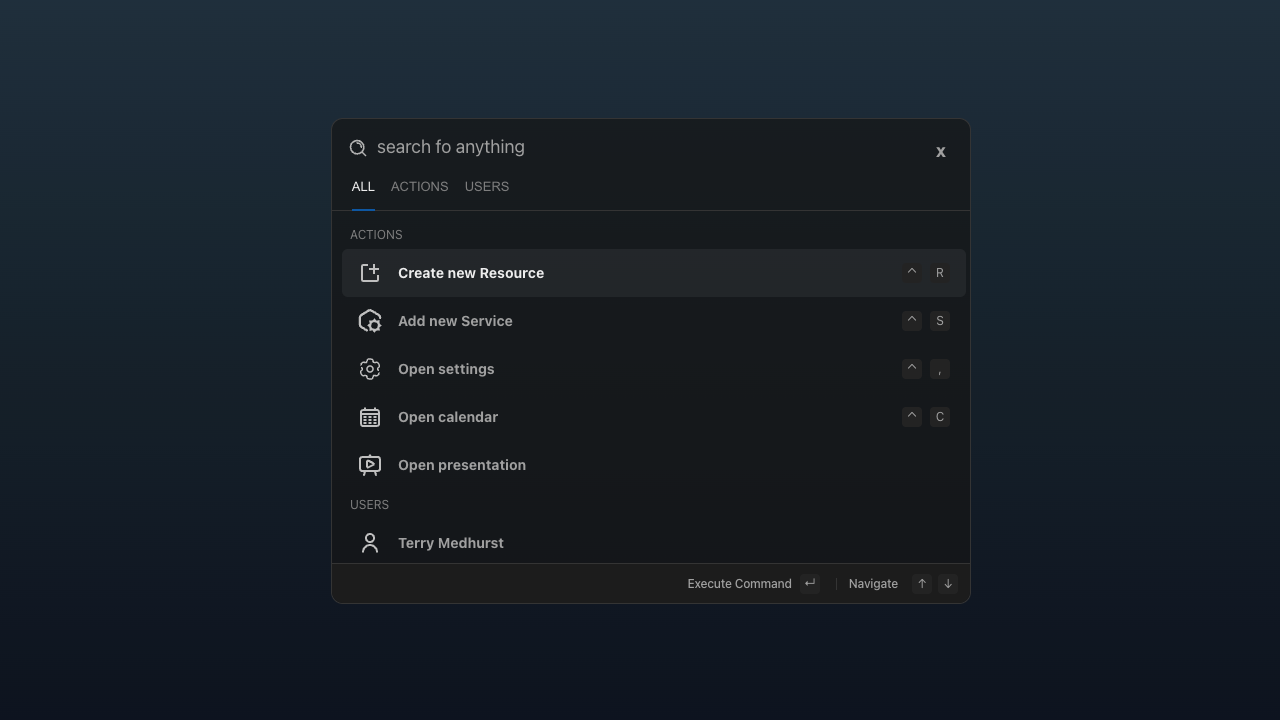 search fo anything
x
ALL ACTIONS USERS
ACTIONS
Create new Resource ^ R
Add new Service ^ S
Open settings ^ ,
Open calendar ^ C
Open presentation
USERS
Terry Medhurst
Execute Command ↵ Navigate ↑ ↓